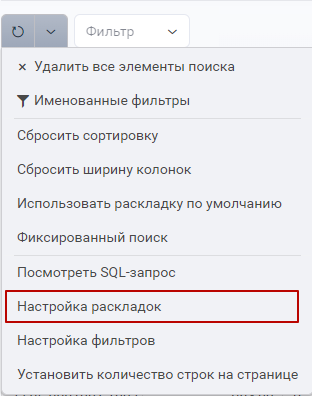 Фильтр
Удалить все элементы поиска
Именованные фильтры
Сбросить сортировку
Сбросить ширину колонок
Использовать раскладку по умолчанию
Фиксированный поиск
Посмотреть SQL-запрос
Настройка раскладок
Настройка фильтров
Установить количество строк на странице